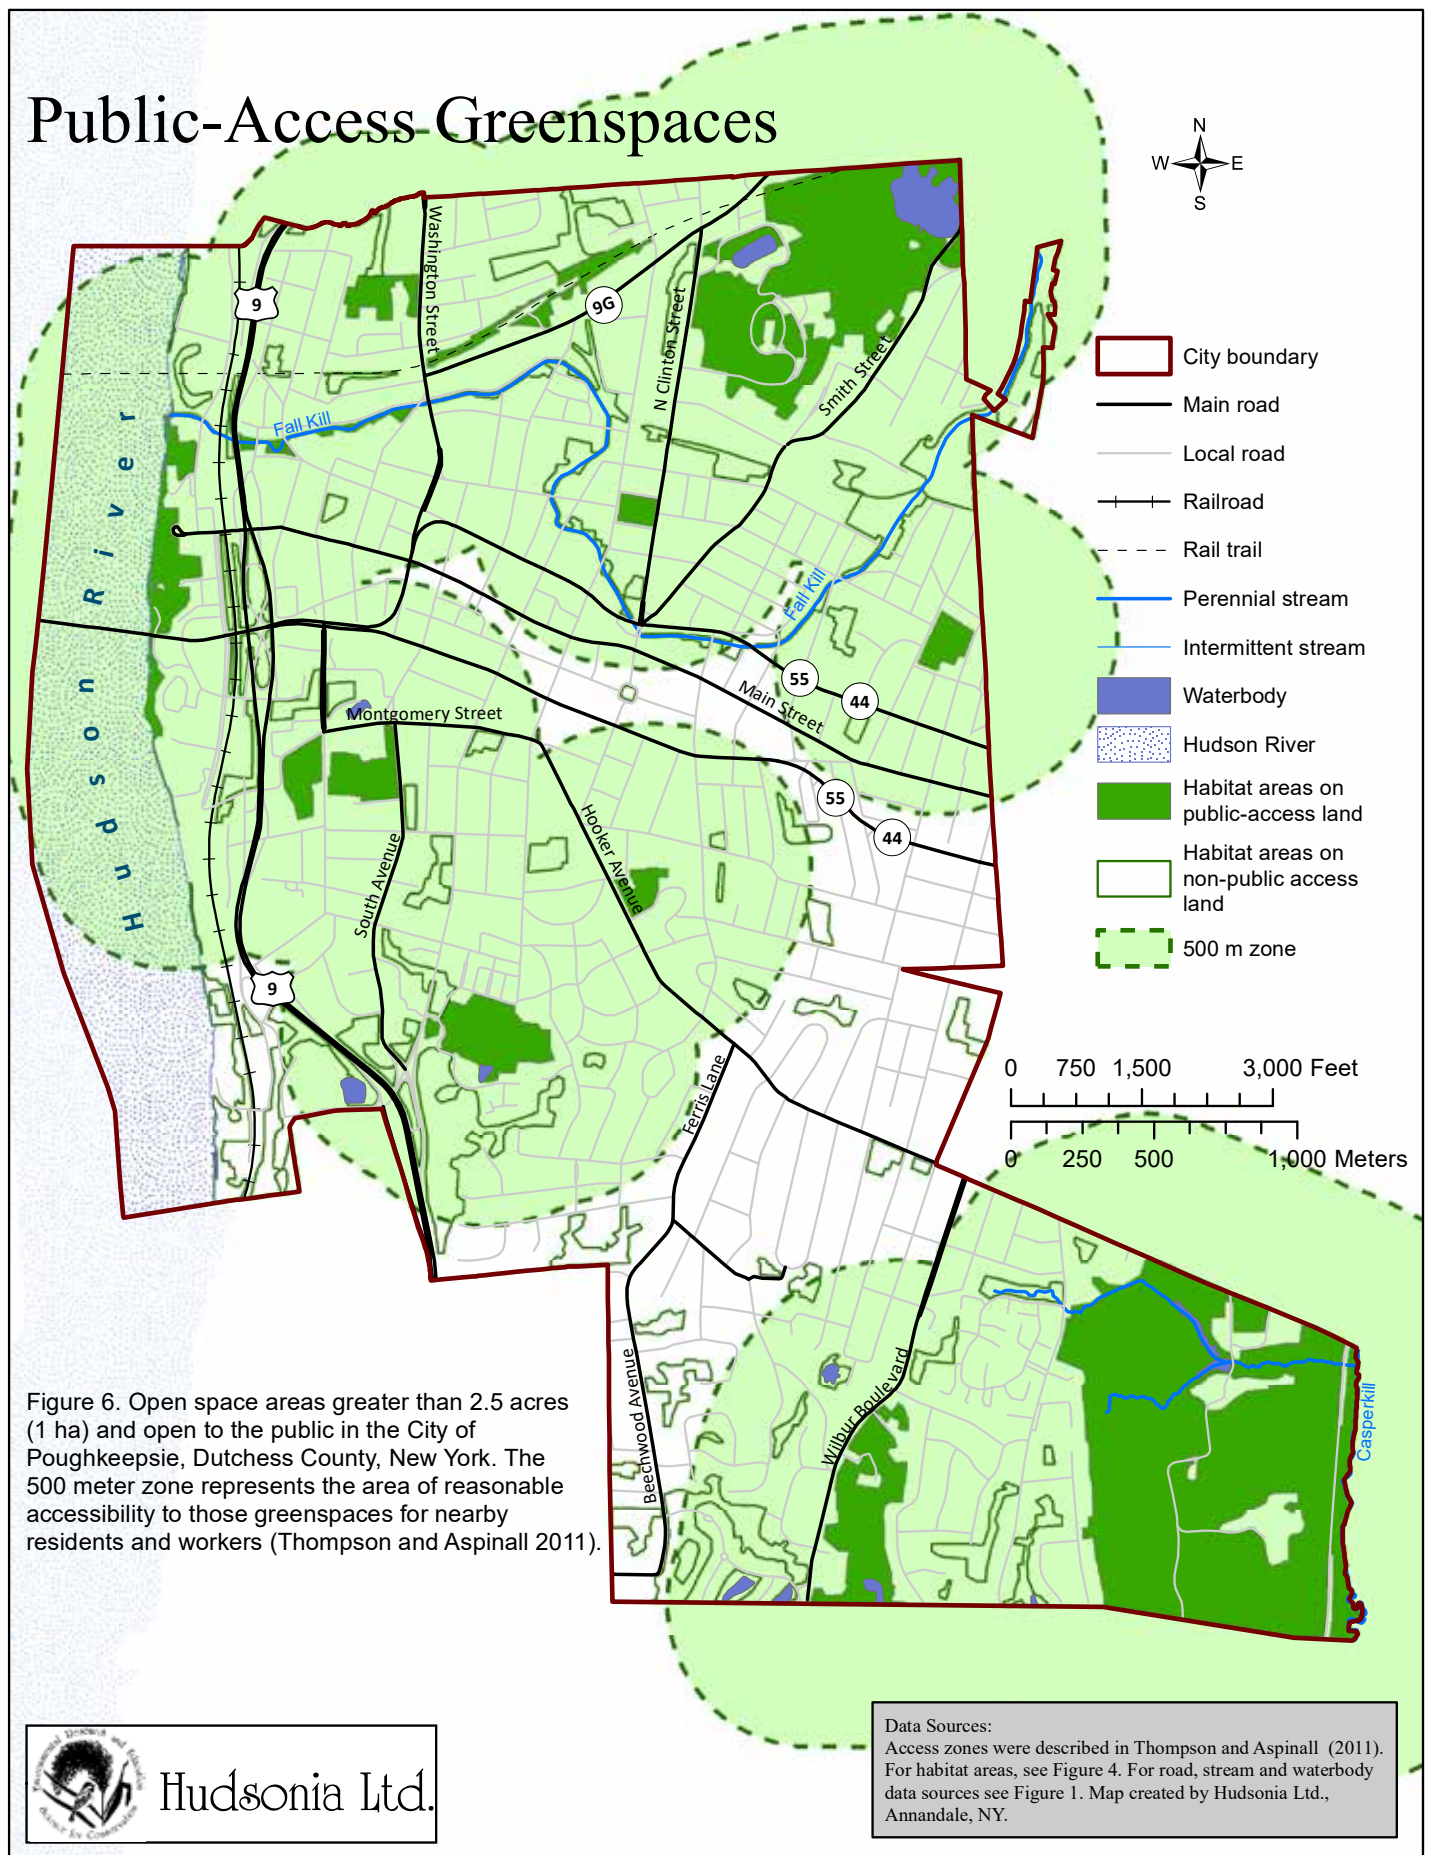 Public-Access Greenspaces
N
W E
S
City boundary
Main road
Local road
Railroad
Rail trail
Perennial stream
Intermittent stream
Waterbody
Hudson River
Habitat areas on
public-access land
Habitat areas on
non-public access
land
500 m zone
0 750 1,500 3,000 Feet
0 250 500 1,000 Meters
Washington Street
9
9G
N Clinton Street
Smith Street
Fall Kill
Hudson River
Fall Kill
55
44
Main Street
Montgomery Street
55
44
Hooker Avenue
South Avenue
9
Ferris Lane
Beechwood Avenue
Wilbur Boulevard
Casperkill
Figure 6. Open space areas greater than 2.5 acres
(1 ha) and open to the public in the City of
Poughkeepsie, Dutchess County, New York. The
500 meter zone represents the area of reasonable
accessibility to those greenspaces for nearby
residents and workers (Thompson and Aspinall 2011).
Hudsonia Ltd.
Data Sources:
Access zones were described in Thompson and Aspinall (2011).
For habitat areas, see Figure 4. For road, stream and waterbody
data sources see Figure 1. Map created by Hudsonia Ltd.,
Annandale, NY.